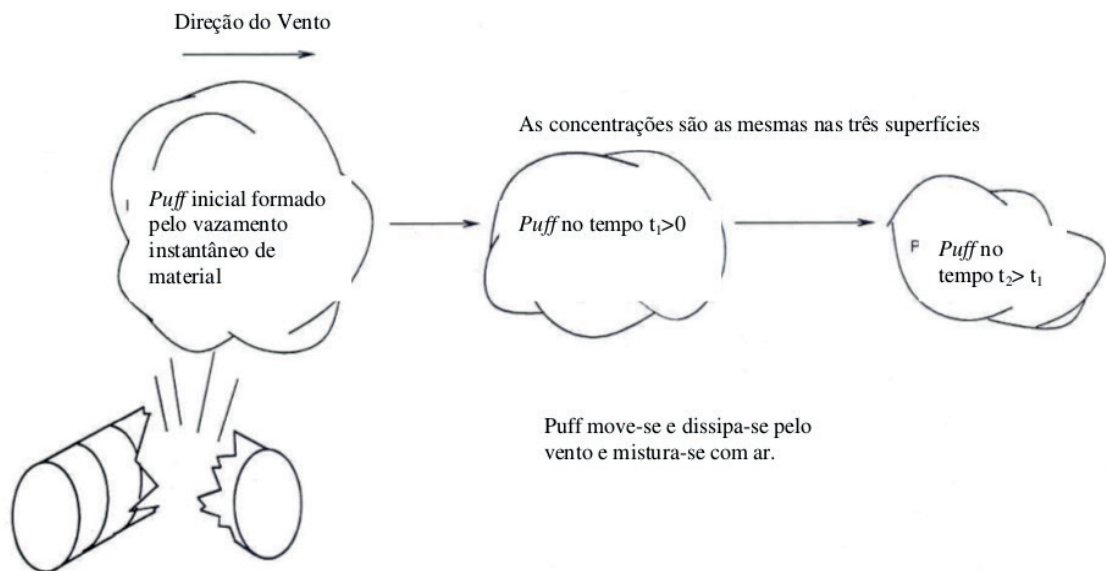 Direção do Vento
As concentrações são as mesmas nas três superfícies
Puff inicial formado
pelo vazamento
instantâneo de
material
Puff no tempo t₁>0
P
Puff no
tempo t₂> t₁
Puff move-se e dissipa-se pelo
vento e mistura-se com ar.